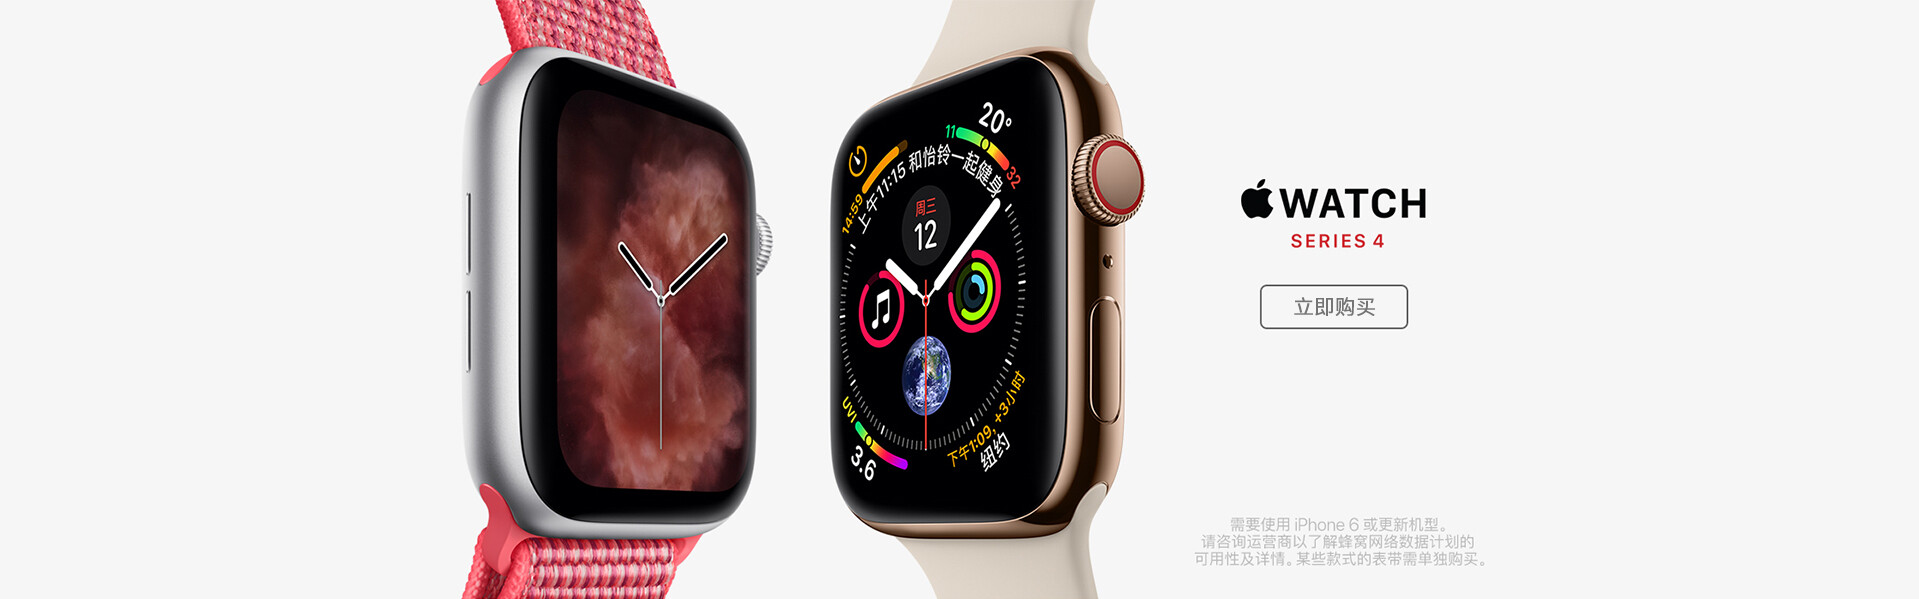 20°
11
32
14:59
上午11:15 和怡铃一起健身
周三
12
UVI
3.6
下午1:09, +3小时
纽约
WATCH
SERIES 4
立即购买
需要使用 iPhone 6 或更新机型。
请咨询运营商以了解蜂窝网络数据计划的
可用性及详情。某些款式的表带需单独购买。